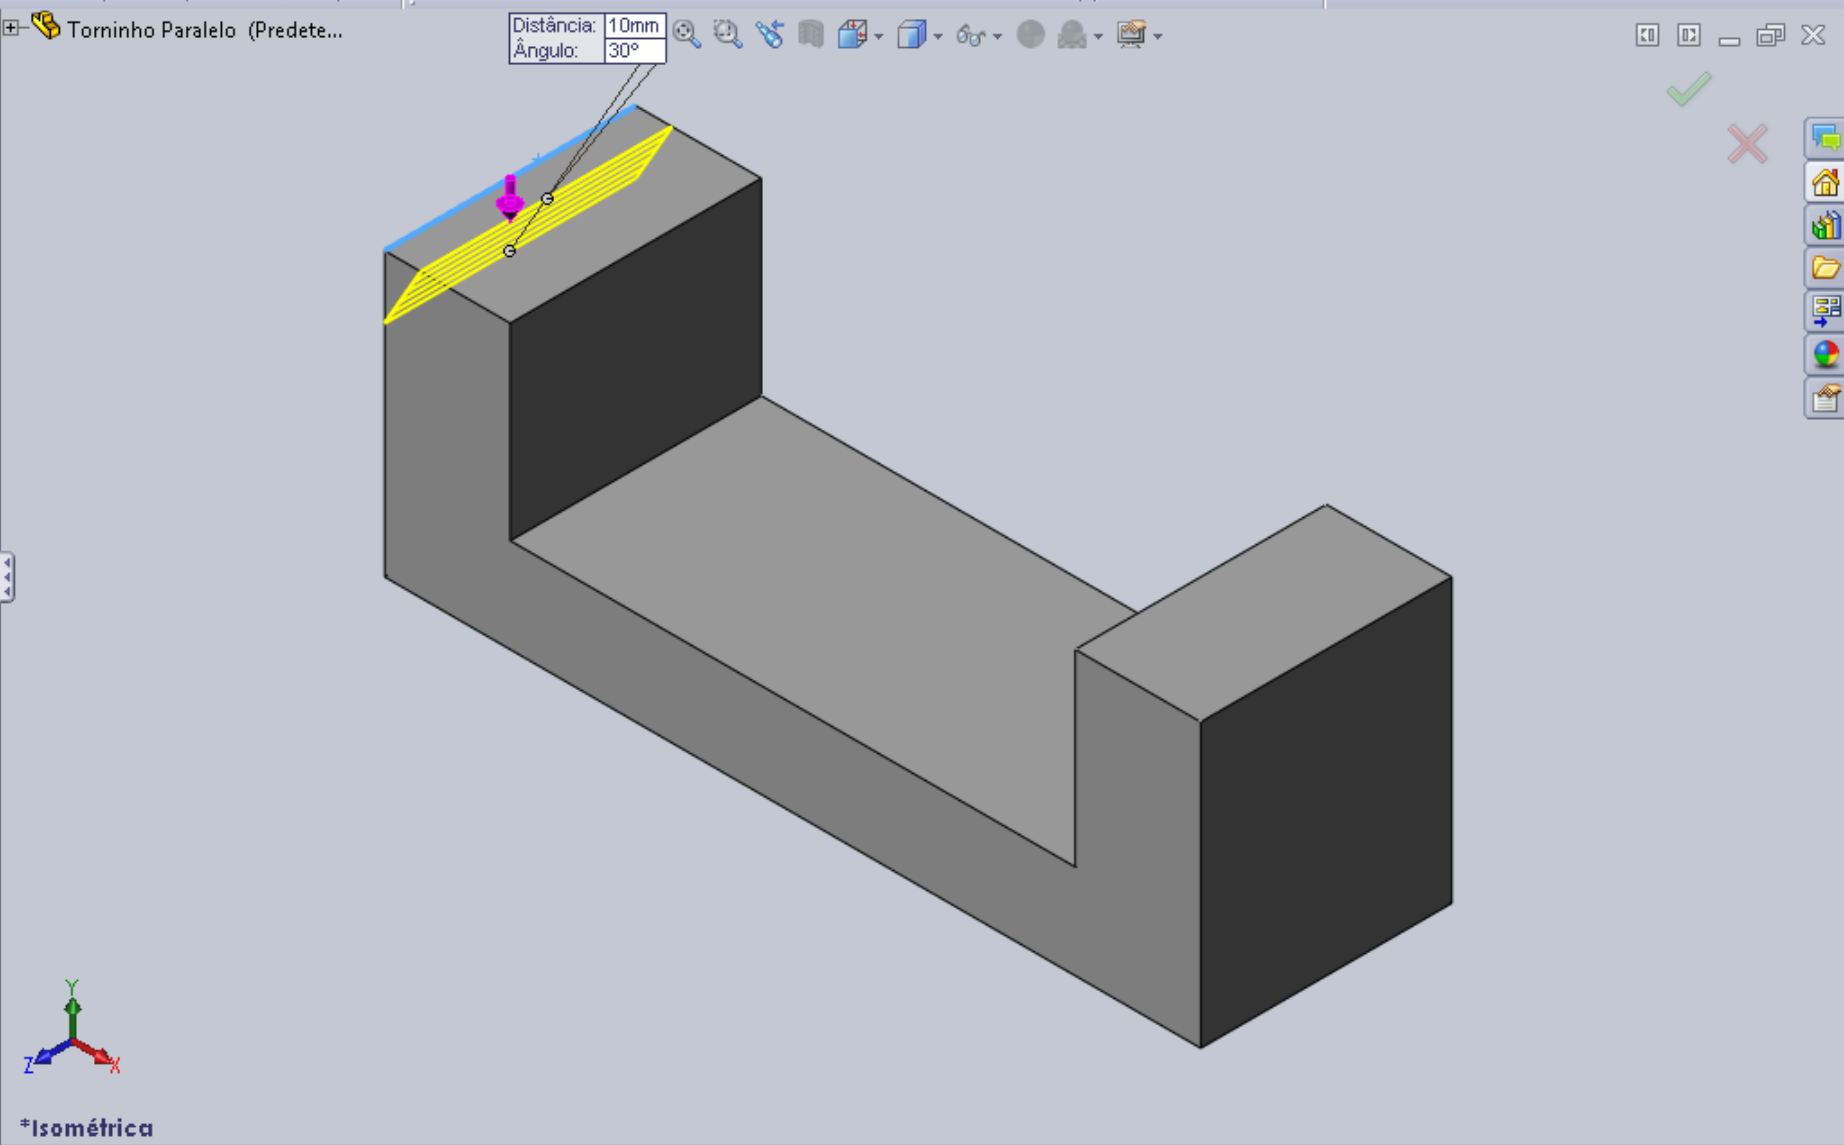 Torninho Paralelo (Predete...
Distância: 10mm
Ângulo: 30°
Y
Z
X
*Isométrica